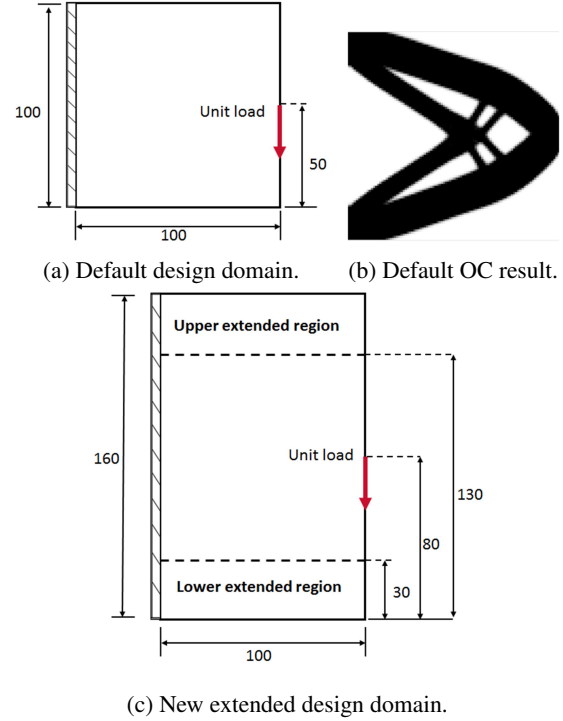 100
Unit load
50
100
(a) Default design domain.
(b) Default OC result.
Upper extended region
160
Unit load
130
80
Lower extended region
30
100
(c) New extended design domain.